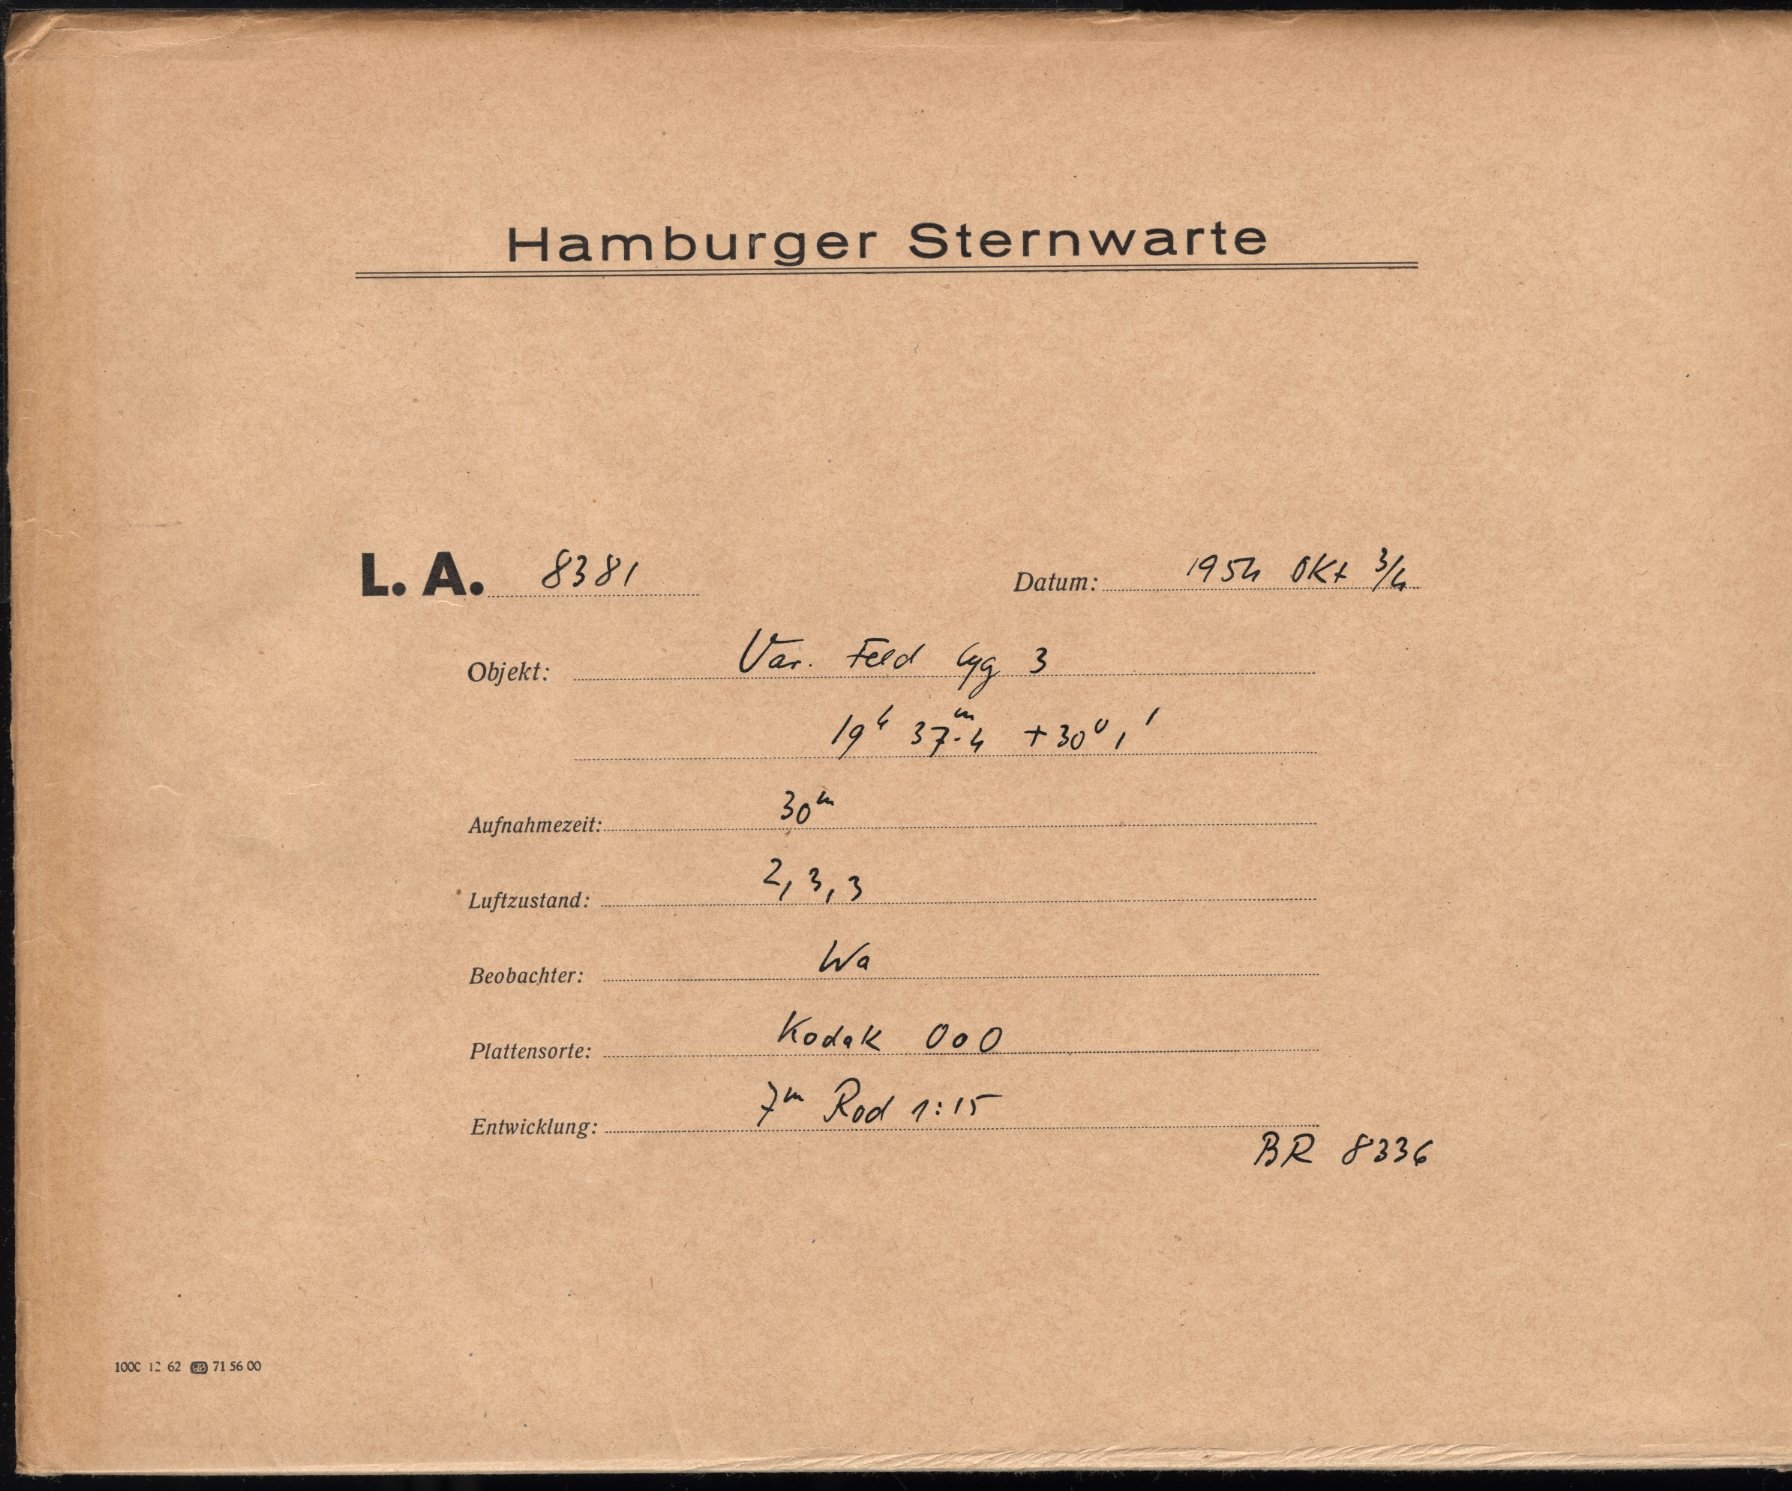 Hamburger Sternwarte
L. A. 8381 Datum: 1954 Okt 3/4
Objekt: Var. Feld Cyg 3
19ʰ 37ᵐ.4 +30⁰ 1'
Aufnahmezeit: 30ᵐ
Luftzustand: 2, 3, 3
Beobachter: Wa
Plattensorte: Kodak OaO
Entwicklung: 7ᵐ Rod 1:15
BR 8336
1000 12 62 71 56 00